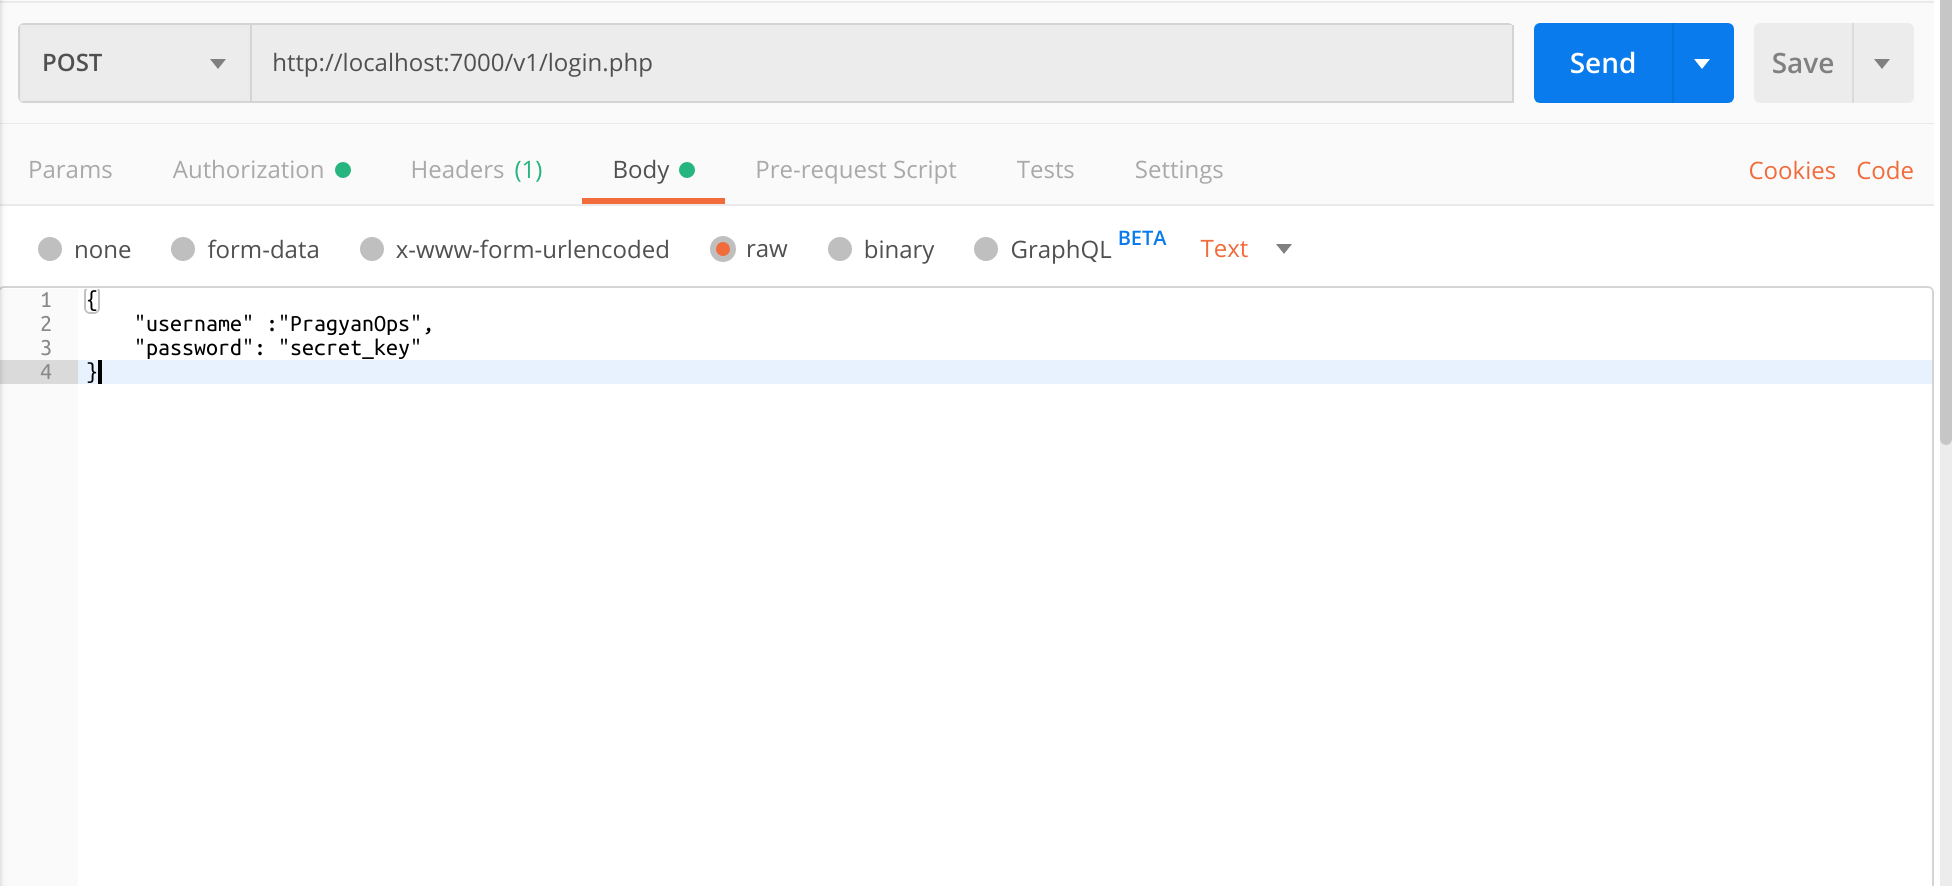 POST http://localhost:7000/v1/login.php Send Save
Params Authorization Headers (1) Body Pre-request Script Tests Settings Cookies Code
none form-data x-www-form-urlencoded raw binary GraphQL BETA Text
1 {
2 "username" :"PragyanOps",
3 "password": "secret_key"
4 }